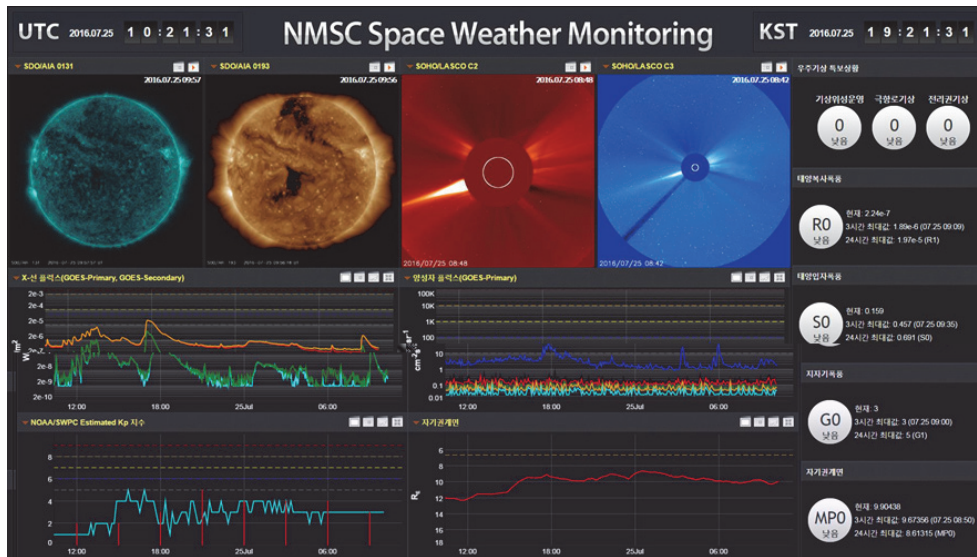 UTC 2016.07.25 10:21:31
NMSC Space Weather Monitoring
KST 2016.07.25 19:21:31
SDO/AIA 0131
2016.07.25 09:57
SDO/AIA 0193
2016.07.25 09:56
SOHO/LASCO C2
2016.07.25 08:48
2016/07/25 08:48
SOHO/LASCO C3
2016.07.25 08:42
2016/07/25 08:42
우주기상 특보상황
기상위성운영 극항로기상 전리권기상
0 0 0
낮음 낮음 낮음
태양복사폭풍
R0
낮음
현재: 2.24e-7
3시간 최대값: 1.89e-6 (07.25 09:09)
24시간 최대값: 1.97e-5 (R1)
태양입자폭풍
S0
낮음
현재: 0.159
3시간 최대값: 0.457 (07.25 09:35)
24시간 최대값: 0.691 (S0)
지자기폭풍
G0
낮음
현재: 3
3시간 최대값: 3 (07.25 09:00)
24시간 최대값: 5 (G1)
자기권계면
MP0
낮음
현재: 9.90438
3시간 최대값: 9.67356 (07.25 08:50)
24시간 최대값: 8.61315 (MP0)
X-선 플럭스(GOES-Primary, GOES-Secondary)
2e-3
2e-4
2e-5
2e-6
2e-8
2e-9
2e-10
12:00 18:00 25Jul 06:00
양성자 플럭스(GOES-Primary)
100K
10K
1K
100
10
1
0.1
0.01
12:00 18:00 25Jul 06:00
NOAA/SWPC Estimated Kp 지수
8
6
4
2
0
12:00 18:00 25Jul 06:00
자기권계면
RE
6
8
10
12
14
16
18
12:00 18:00 25Jul 06:00